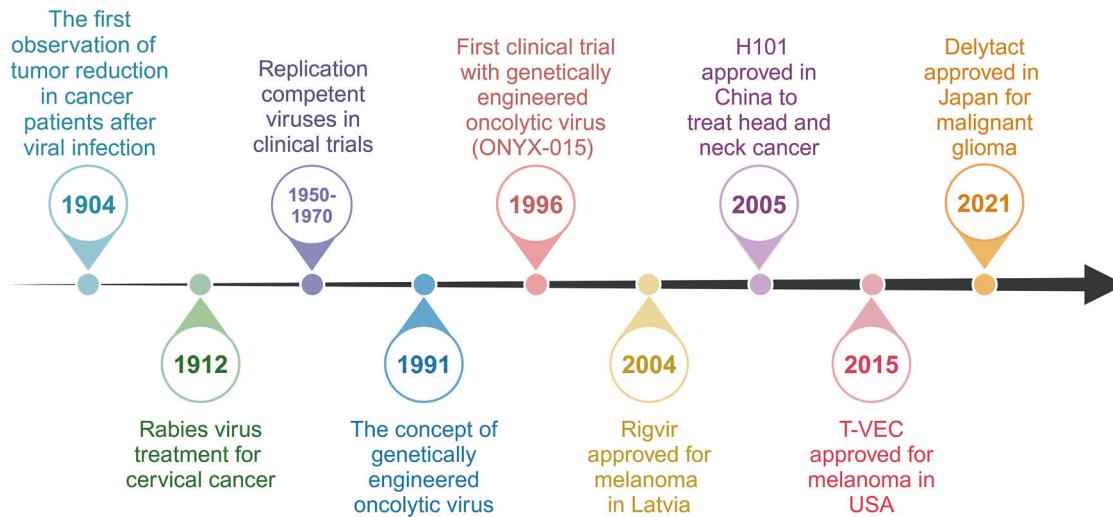 The first
observation of
tumor reduction
in cancer
patients after
viral infection
1904
Rabies virus
treatment for
cervical cancer
1912
Replication
competent
viruses in
clinical trials
1950-
1970
The concept of
genetically
engineered
oncolytic virus
1991
First clinical trial
with genetically
engineered
oncolytic virus
(ONYX-015)
1996
Rigvir
approved for
melanoma
in Latvia
2004
H101
approved in
China to
treat head and
neck cancer
2005
T-VEC
approved for
melanoma in
USA
2015
Delytact
approved in
Japan for
malignant
glioma
2021